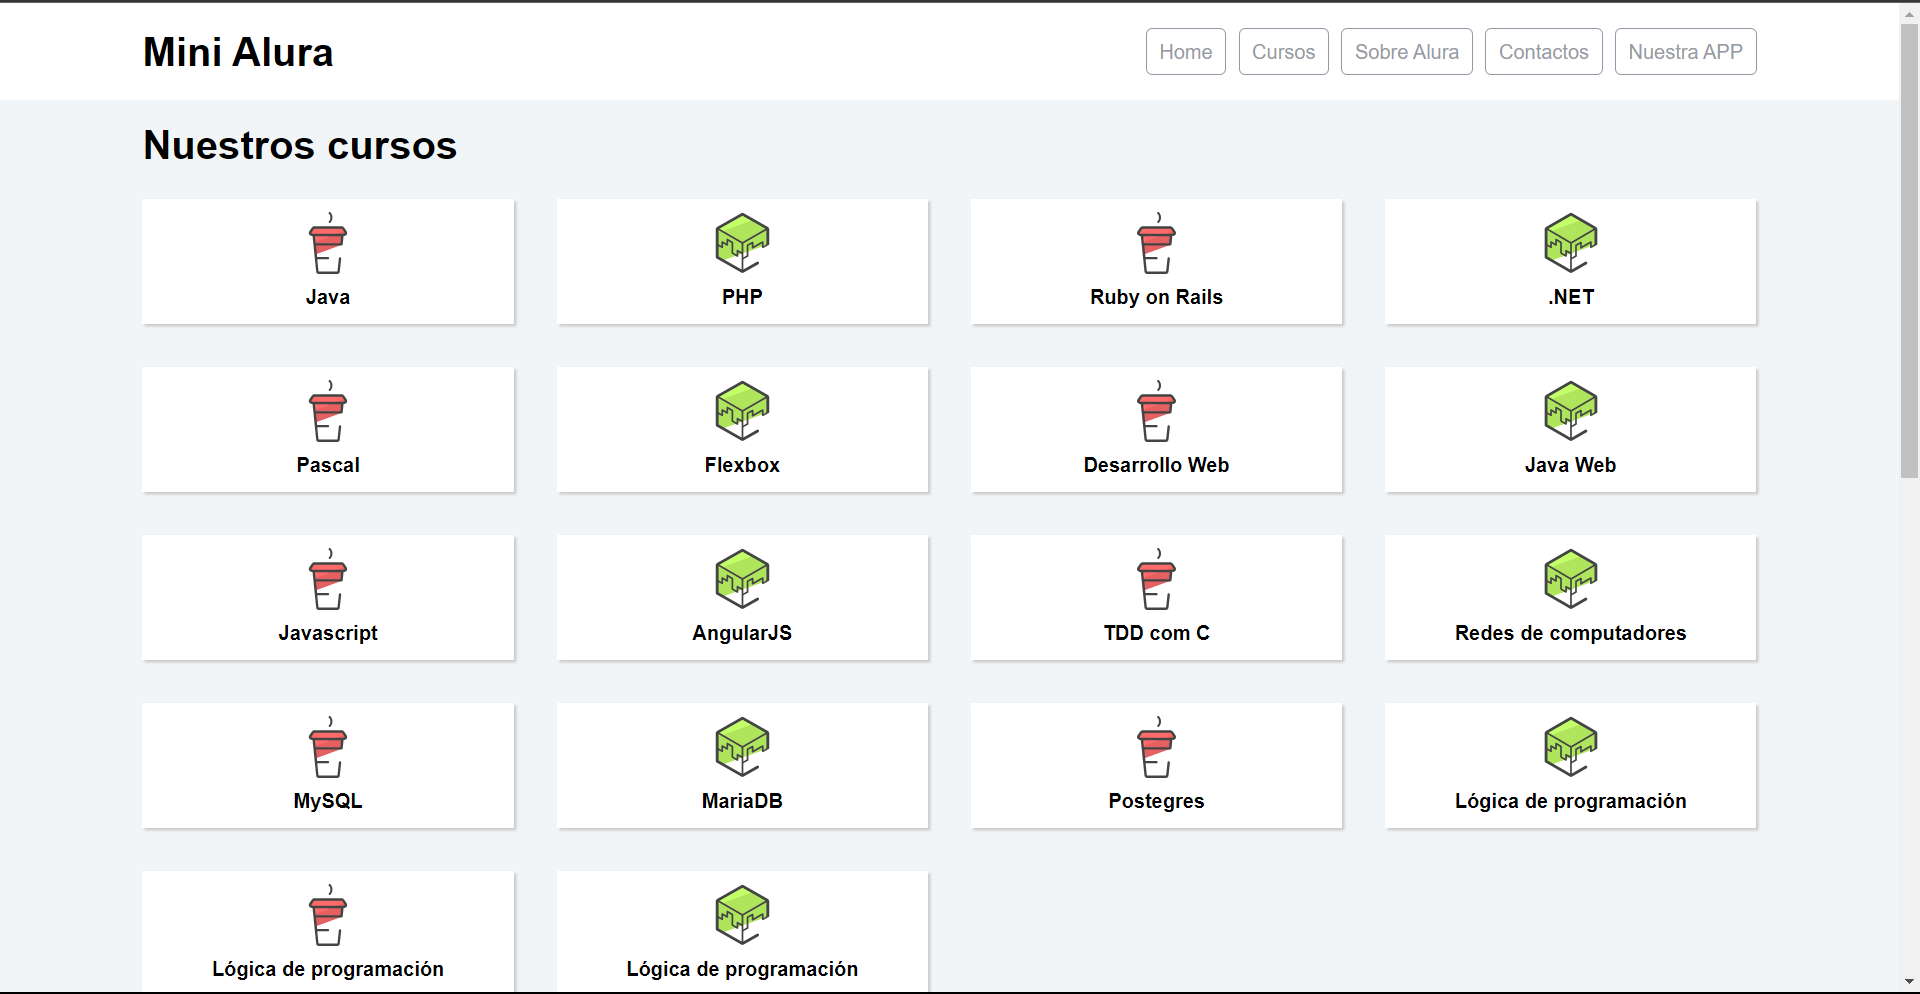 Mini Alura
Home
Cursos
Sobre Alura
Contactos
Nuestra APP
Nuestros cursos
Java
PHP
Ruby on Rails
.NET
Pascal
Flexbox
Desarrollo Web
Java Web
Javascript
AngularJS
TDD com C
Redes de computadores
MySQL
MariaDB
Postegres
Lógica de programación
Lógica de programación
Lógica de programación